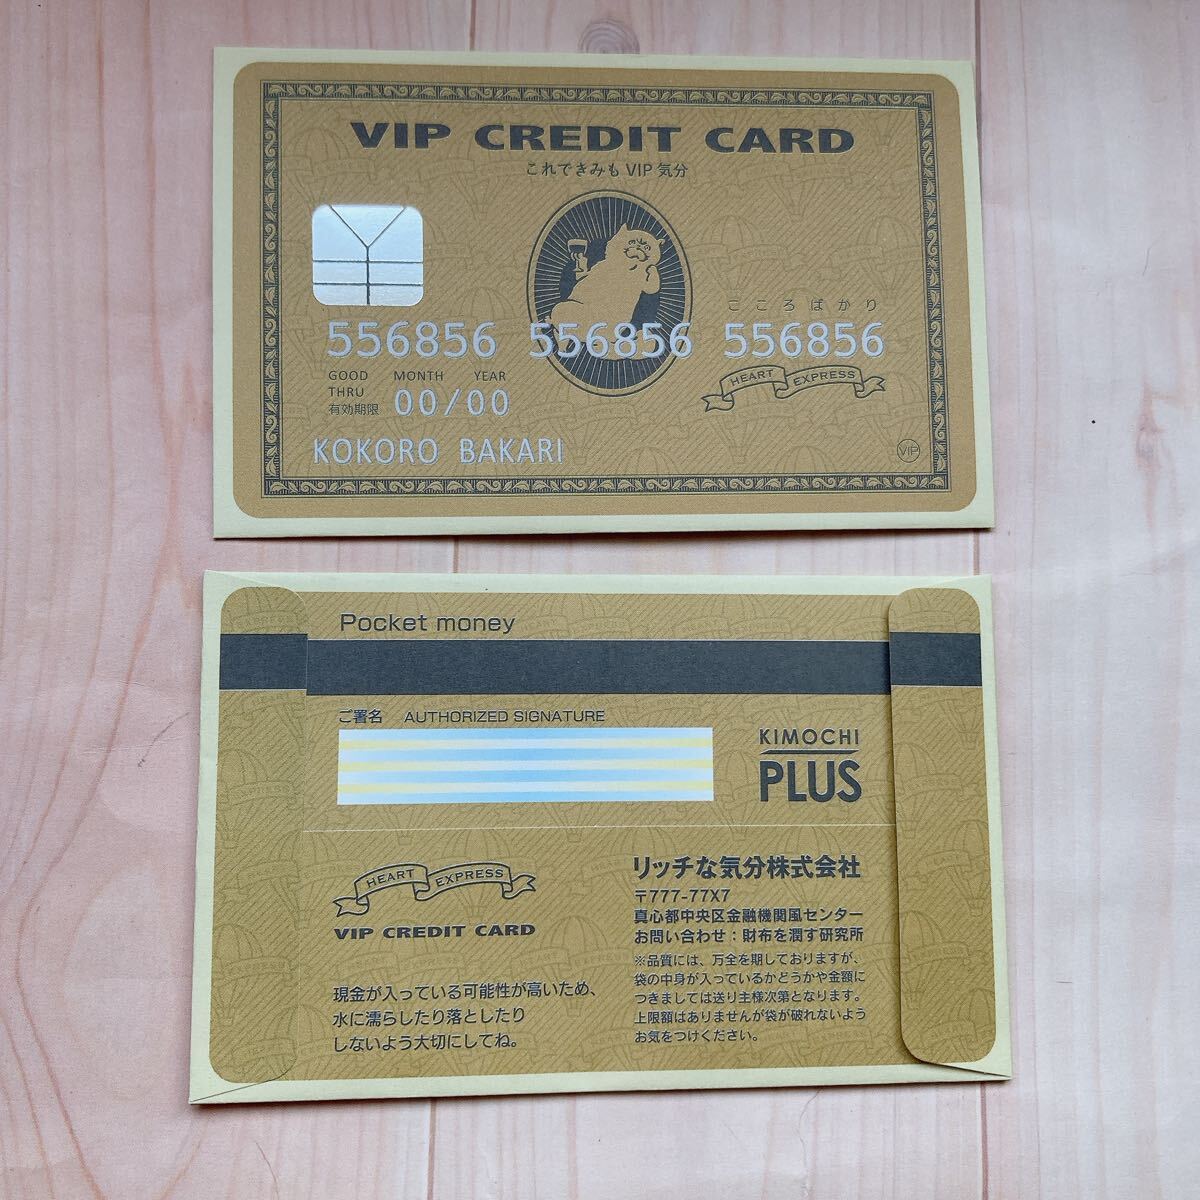 VIP CREDIT CARD
これできみも VIP 気分
こころばかり
556856 556856 556856
GOOD THRU MONTH YEAR
有効期限 00/00
HEART EXPRESS
KOKORO BAKARI
VIP
Pocket money
ご署名 AUTHORIZED SIGNATURE
KIMOCHI
PLUS
HEART EXPRESS
VIP CREDIT CARD
現金が入っている可能性が高いため、
水に濡らしたり落としたり
しないよう大切にしてね。
リッチな気分株式会社
〒777-77X7
真心都中央区金融機関風センター
お問い合わせ：財布を潤す研究所
※品質には、万全を期しておりますが、
袋の中身が入っているかどうかや金額に
つきましては送り主様次第となります。
上限額はありませんが袋が破れないよう
お気をつけください。